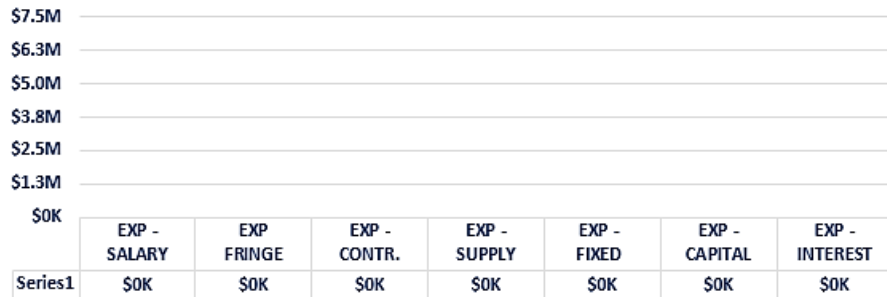 $7.5M
$6.3M
$5.0M
$3.8M
$2.5M
$1.3M
$0K
EXP - EXP EXP - EXP - EXP - EXP - EXP -
SALARY FRINGE CONTR. SUPPLY FIXED CAPITAL INTEREST
Series1 $0K $0K $0K $0K $0K $0K $0K